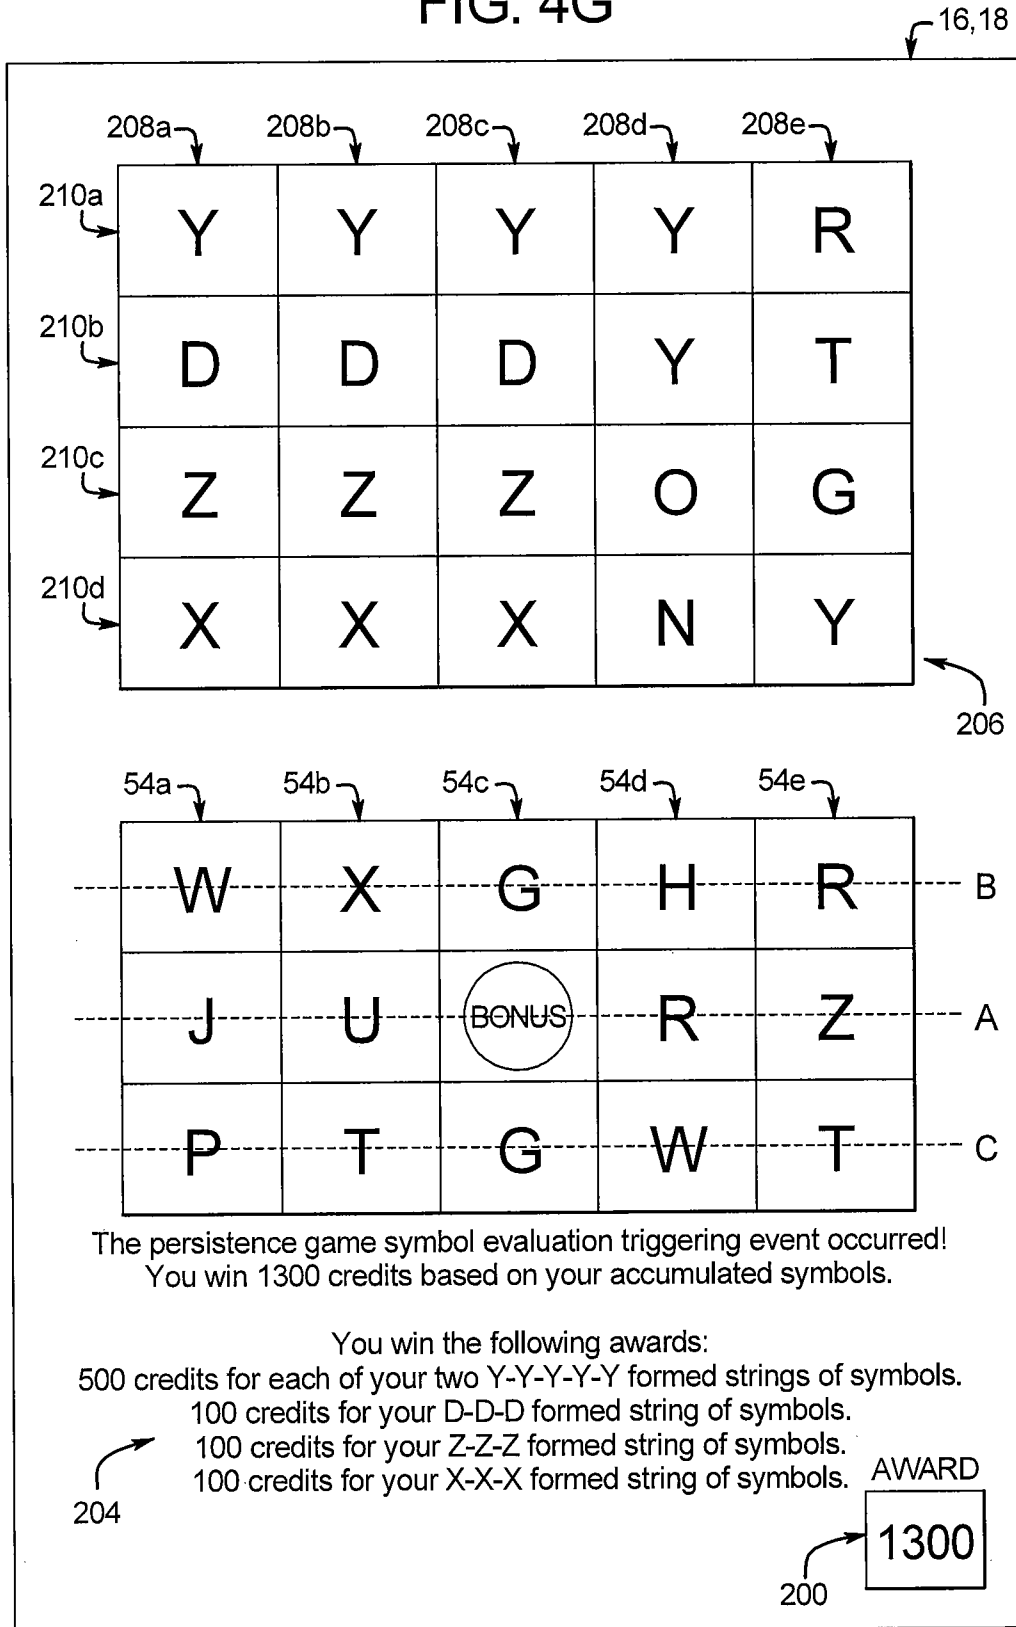 FIG. 4G
16,18
208a 208b 208c 208d 208e
210a Y Y Y Y R
210b D D D Y T
210c Z Z Z O G
210d X X X N Y
206
54a 54b 54c 54d 54e
W X G H R B
J U BONUS R Z A
P T G W T C
The persistence game symbol evaluation triggering event occurred!
You win 1300 credits based on your accumulated symbols.
You win the following awards:
500 credits for each of your two Y-Y-Y-Y-Y formed strings of symbols.
100 credits for your D-D-D formed string of symbols.
100 credits for your Z-Z-Z formed string of symbols.
100 credits for your X-X-X formed string of symbols.
AWARD
204
1300
200